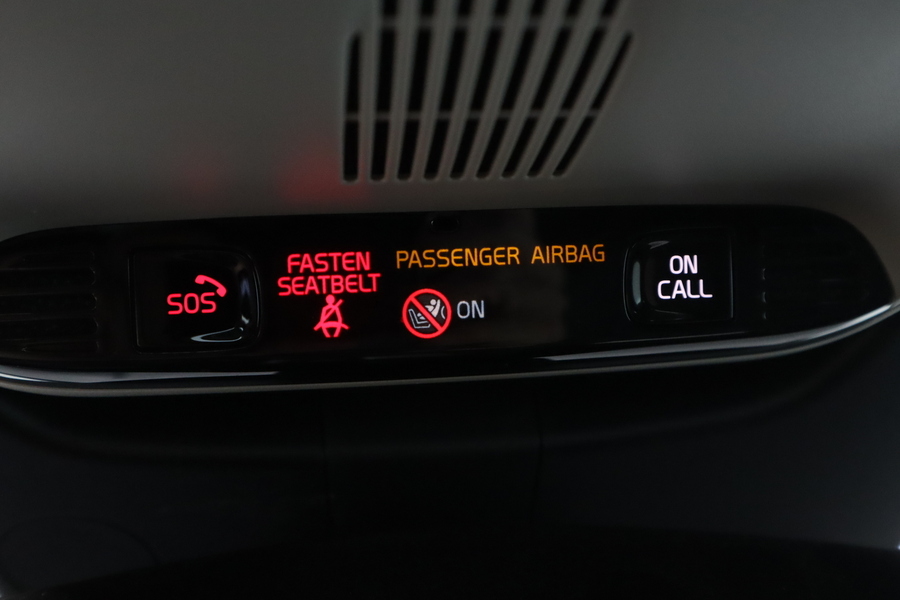 SOS
FASTEN
SEATBELT
PASSENGER AIRBAG
ON
ON
CALL